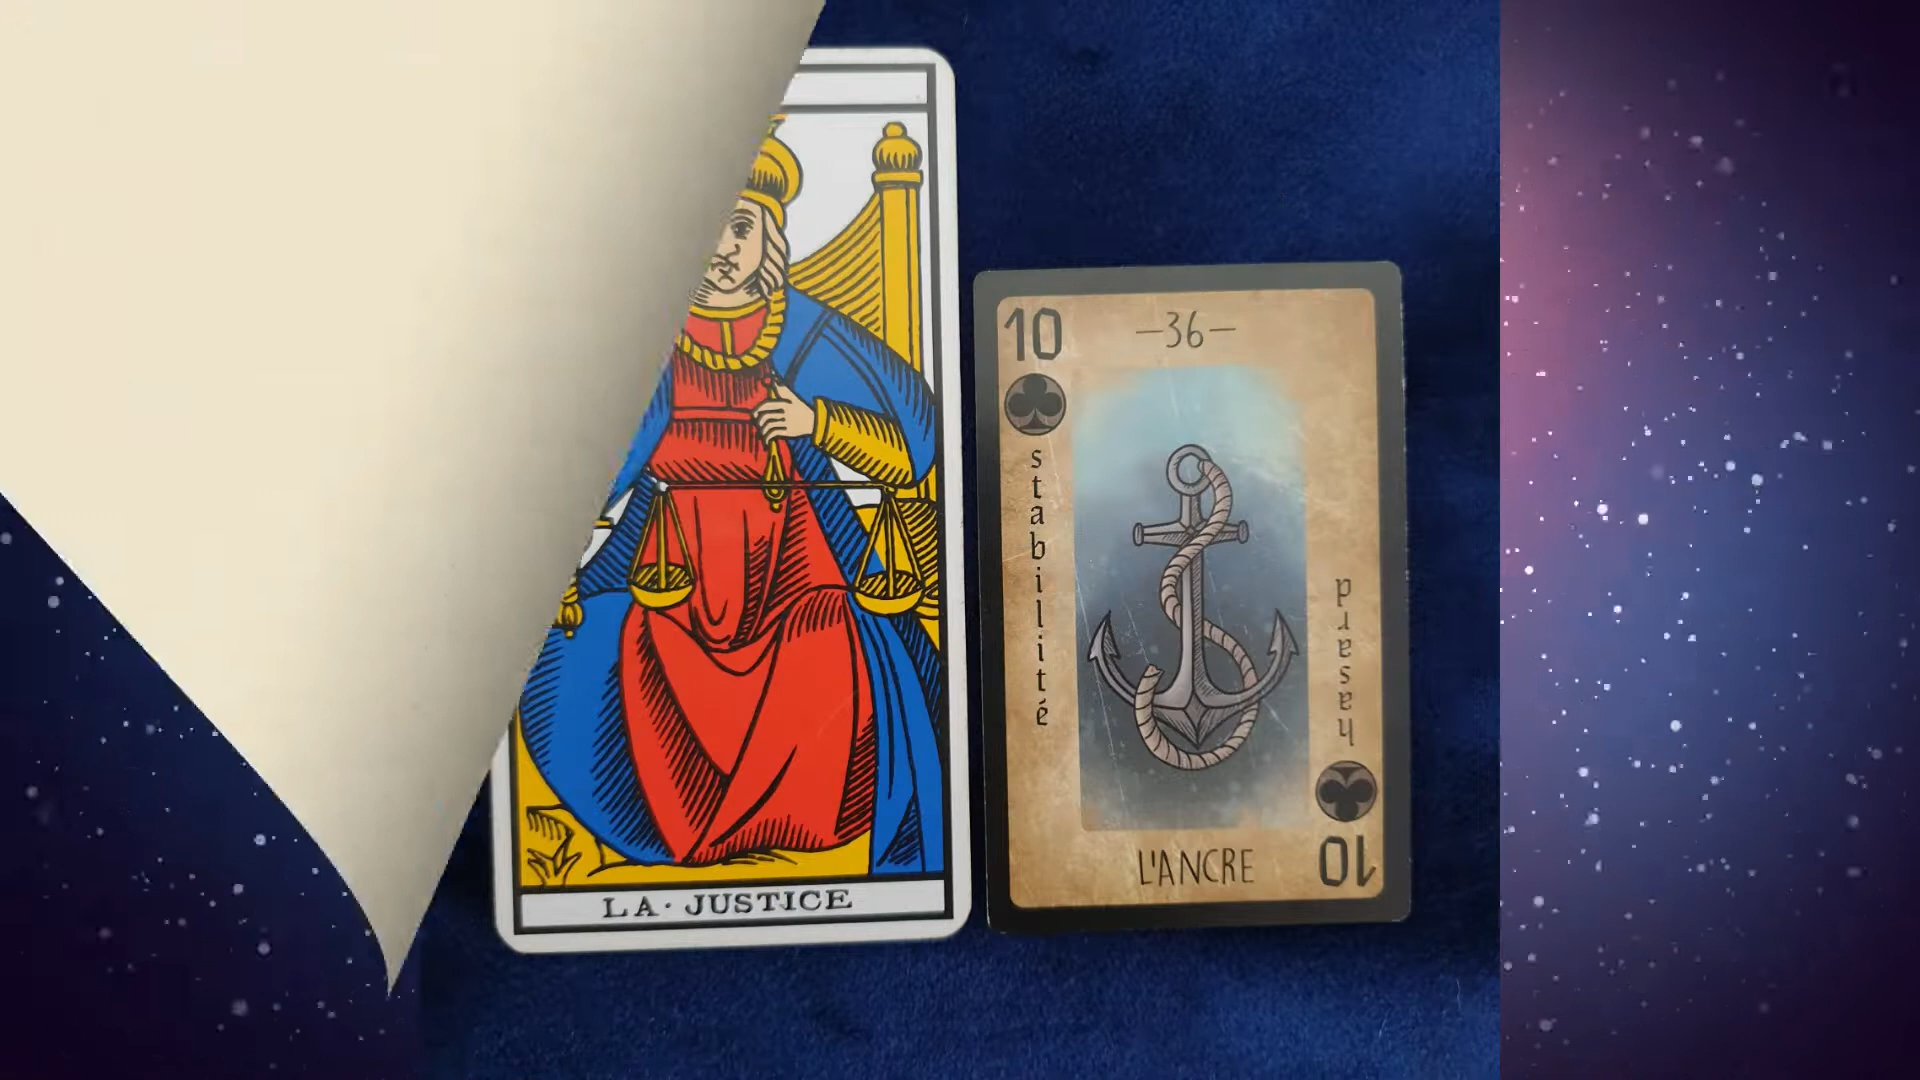 LA · JUSTICE
10
—36—
stabilité
hasard
L'ANCRE
10